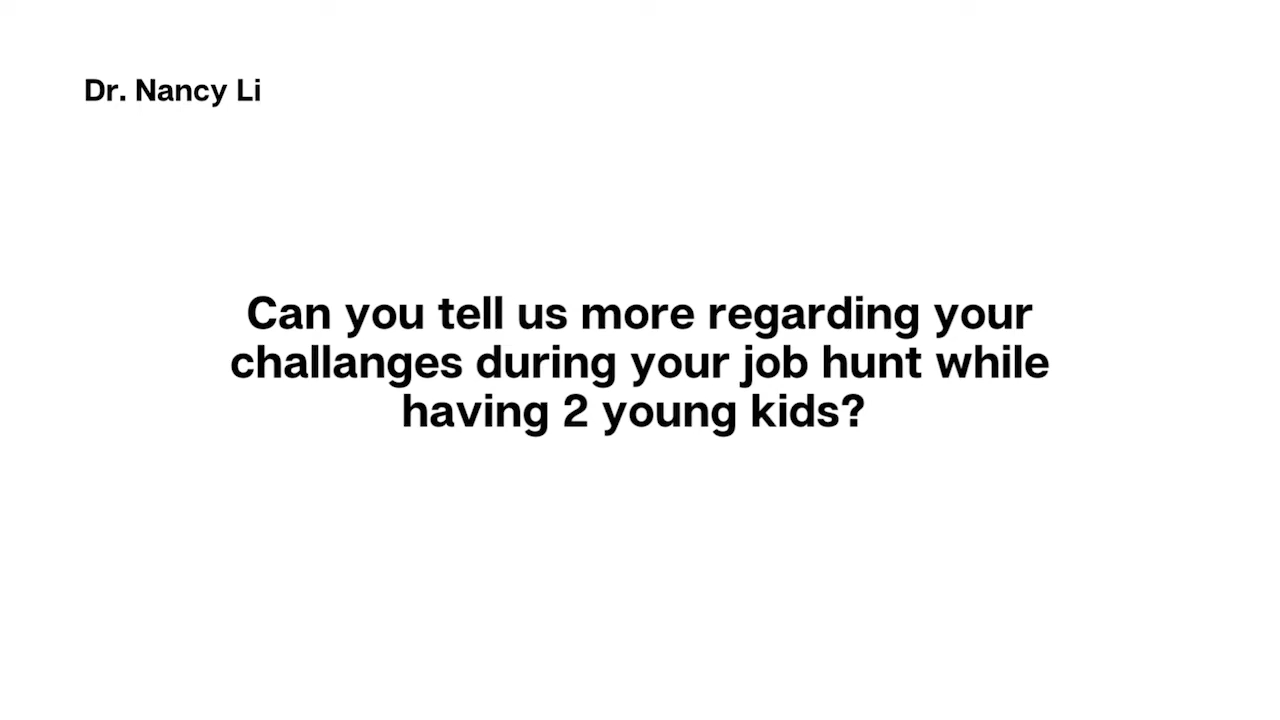 Dr. Nancy Li
Can you tell us more regarding your
challanges during your job hunt while
having 2 young kids?